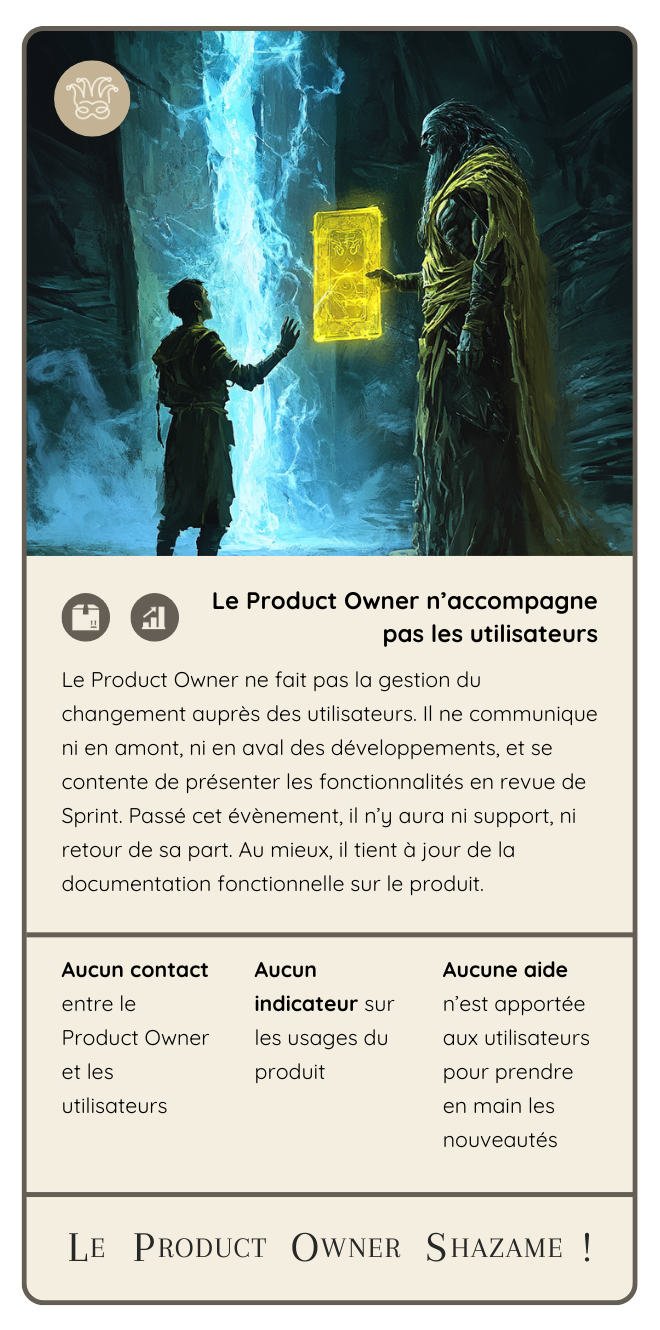 Le Product Owner n’accompagne
pas les utilisateurs
Le Product Owner ne fait pas la gestion du
changement auprès des utilisateurs. Il ne communique
ni en amont, ni en aval des développements, et se
contente de présenter les fonctionnalités en revue de
Sprint. Passé cet évènement, il n’y aura ni support, ni
retour de sa part. Au mieux, il tient à jour de la
documentation fonctionnelle sur le produit.
Aucun contact
entre le
Product Owner
et les
utilisateurs
Aucun
indicateur sur
les usages du
produit
Aucune aide
n’est apportée
aux utilisateurs
pour prendre
en main les
nouveautés
Le Product Owner Shazame !